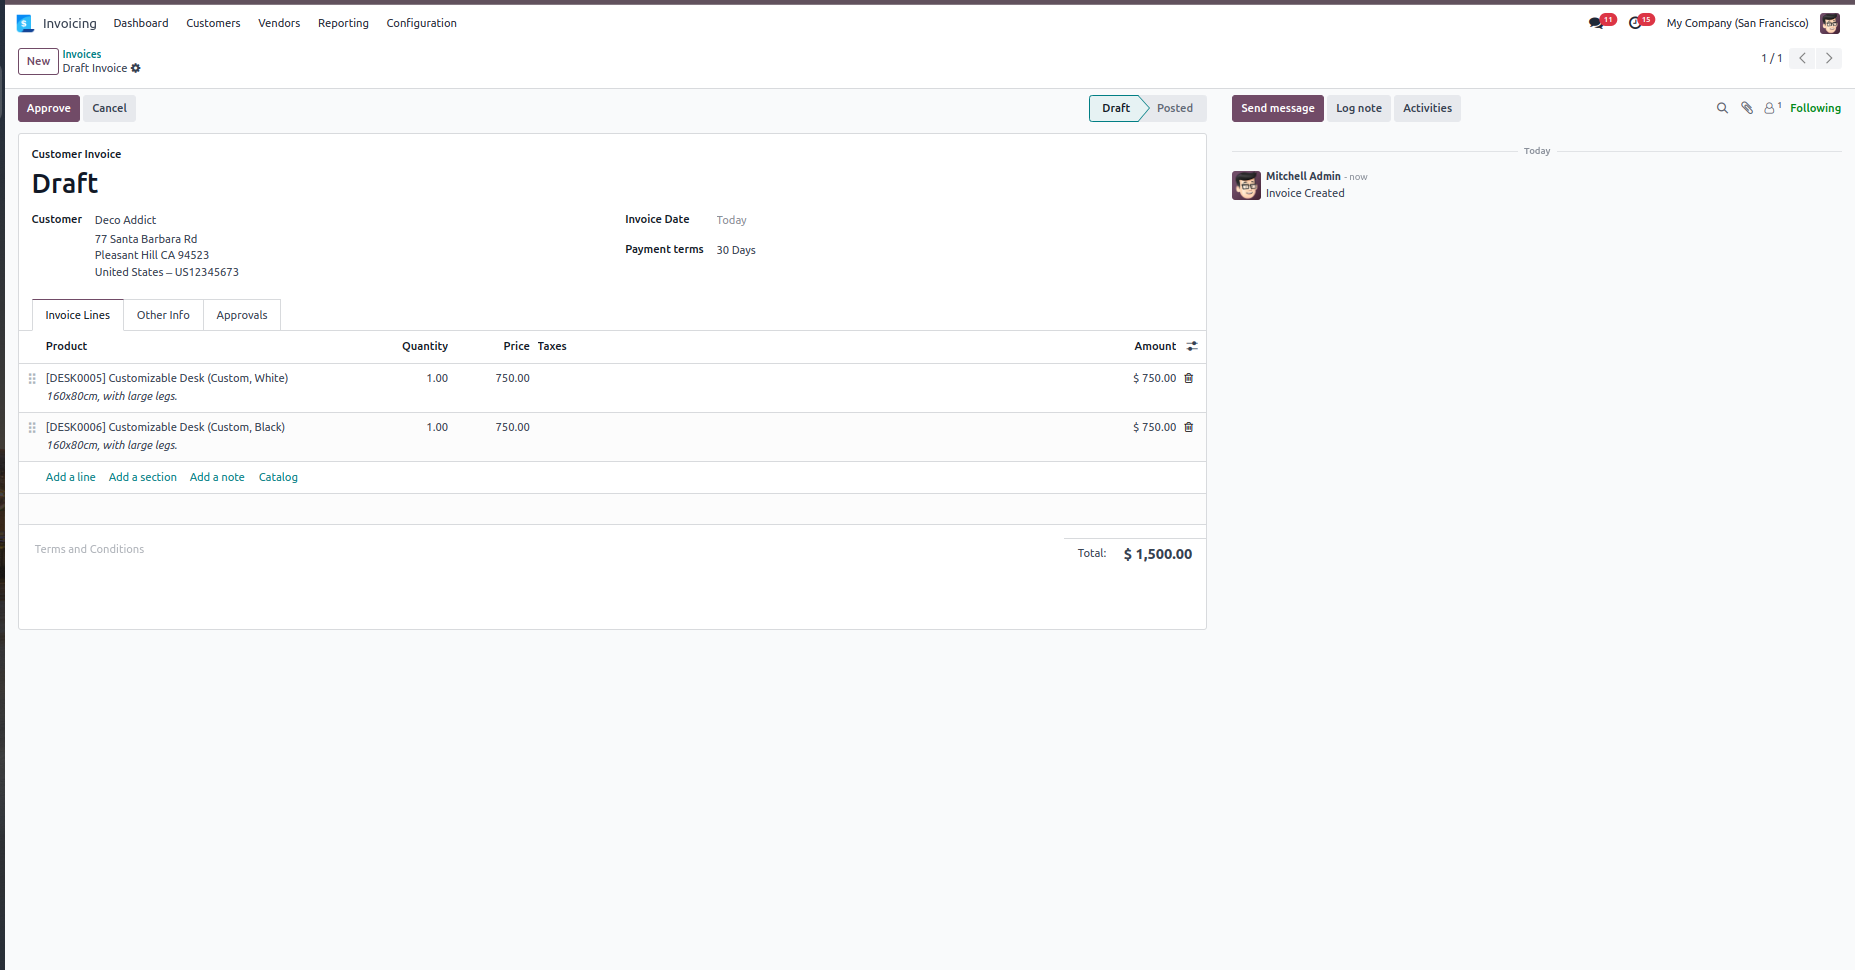 Invoicing Dashboard Customers Vendors Reporting Configuration 11 15 My Company (San Francisco)
New Invoices
Draft Invoice
1 / 1
Approve Cancel Draft Posted Send message Log note Activities 1 Following
Customer Invoice
Draft
Customer Deco Addict
77 Santa Barbara Rd
Pleasant Hill CA 94523
United States – US12345673
Invoice Date Today
Payment terms 30 Days
Invoice Lines Other Info Approvals
Product Quantity Price Taxes Amount
[DESK0005] Customizable Desk (Custom, White) 1.00 750.00 $ 750.00
160x80cm, with large legs.
[DESK0006] Customizable Desk (Custom, Black) 1.00 750.00 $ 750.00
160x80cm, with large legs.
Add a line Add a section Add a note Catalog
Terms and Conditions
Total: $ 1,500.00
Today
Mitchell Admin - now
Invoice Created